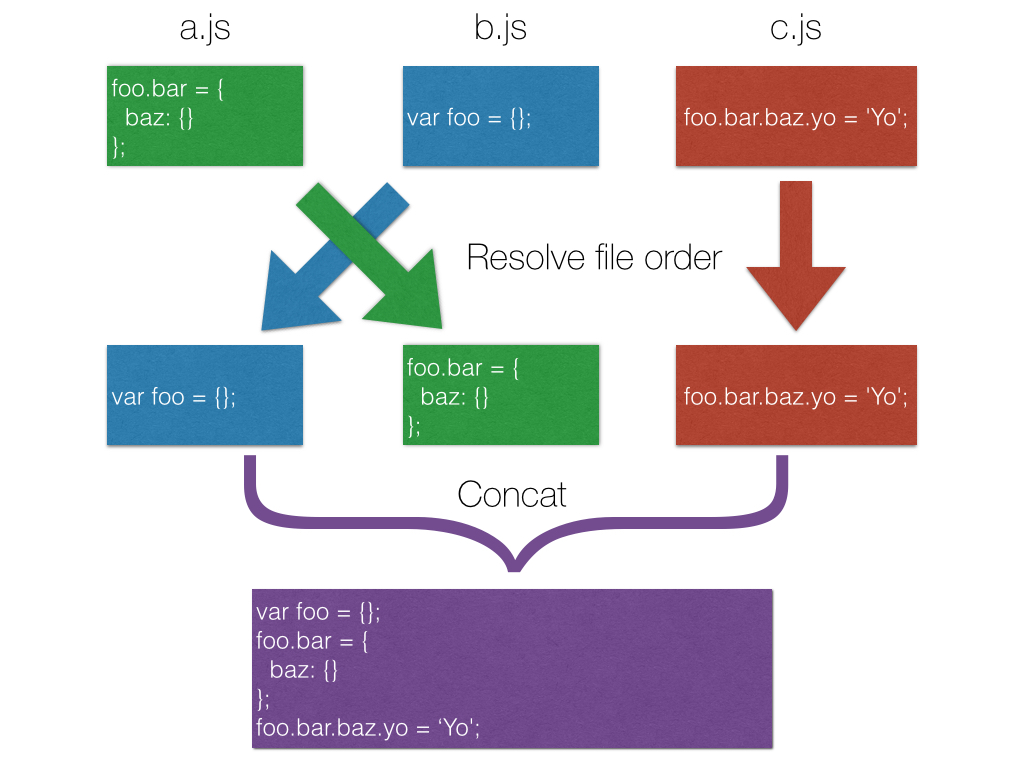 a.js
b.js
c.js
foo.bar = {
baz: {}
};
var foo = {};
foo.bar.baz.yo = 'Yo';
Resolve file order
var foo = {};
foo.bar = {
baz: {}
};
foo.bar.baz.yo = 'Yo';
Concat
var foo = {};
foo.bar = {
baz: {}
};
foo.bar.baz.yo = ‘Yo';